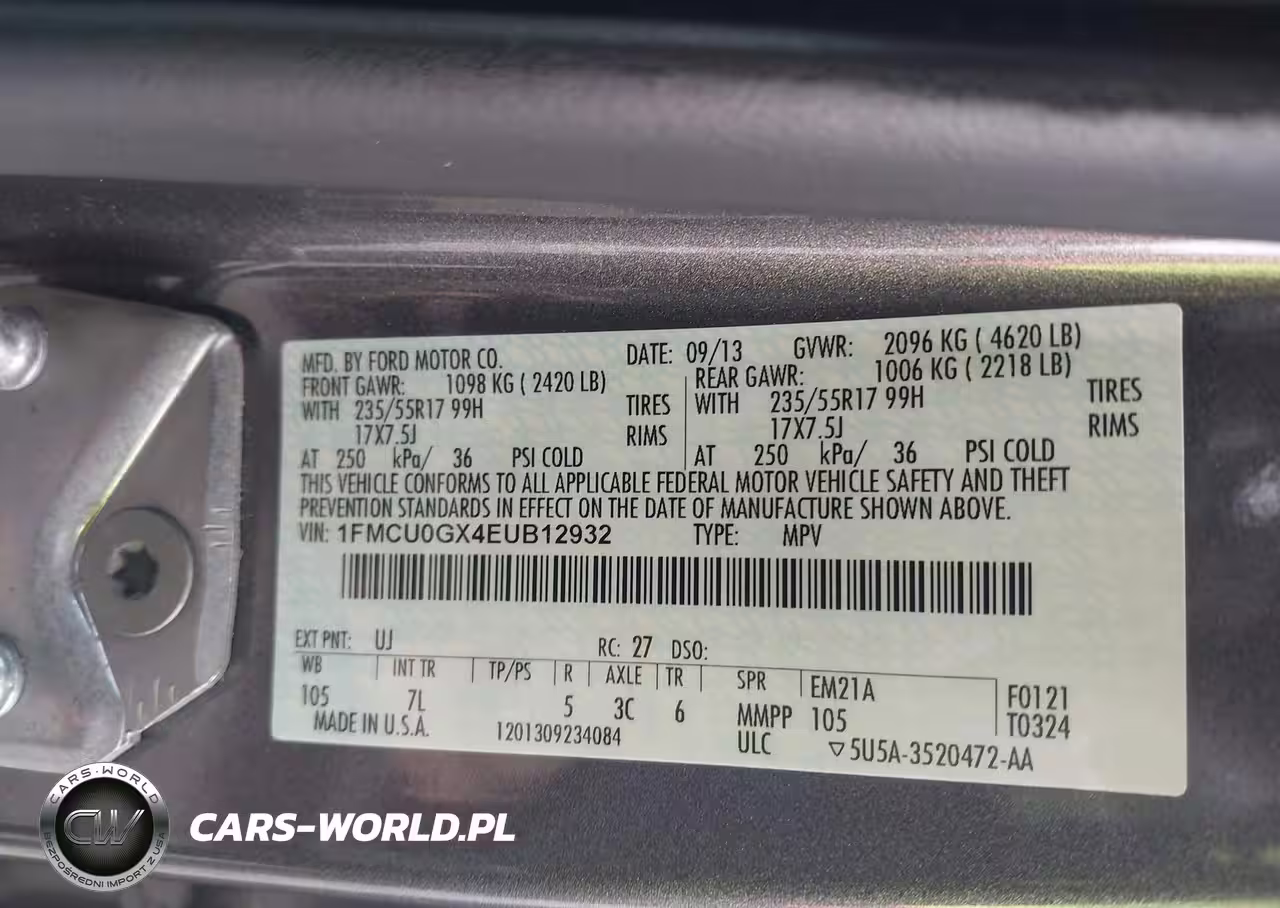 MFD. BY FORD MOTOR CO. DATE: 09/13 GVWR: 2096 KG ( 4620 LB)
FRONT GAWR: 1098 KG ( 2420 LB) REAR GAWR: 1006 KG ( 2218 LB)
WITH 235/55R17 99H TIRES WITH 235/55R17 99H TIRES
17X7.5J RIMS 17X7.5J RIMS
AT 250 kPa/ 36 PSI COLD AT 250 kPa/ 36 PSI COLD
THIS VEHICLE CONFORMS TO ALL APPLICABLE FEDERAL MOTOR VEHICLE SAFETY AND THEFT
PREVENTION STANDARDS IN EFFECT ON THE DATE OF MANUFACTURE SHOWN ABOVE.
VIN: 1FMCU0GX4EUB12932 TYPE: MPV
EXT PNT: UJ RC: 27 DSO:
WB INT TR TP/PS R AXLE TR SPR EM21A F0121
105 7L 5 3C 6 MMPP 105 T0324
MADE IN U.S.A. 1201309234084 ULC ▽5U5A-3520472-AA
CARS-WORLD
CW
BEZPOŚREDNI IMPORT Z USA
CARS-WORLD.PL